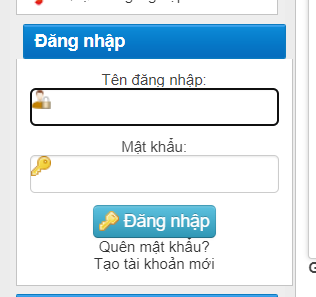 Đăng nhập
Tên đăng nhập:
Mật khẩu:
Đăng nhập
Quên mật khẩu?
Tạo tài khoản mới
G